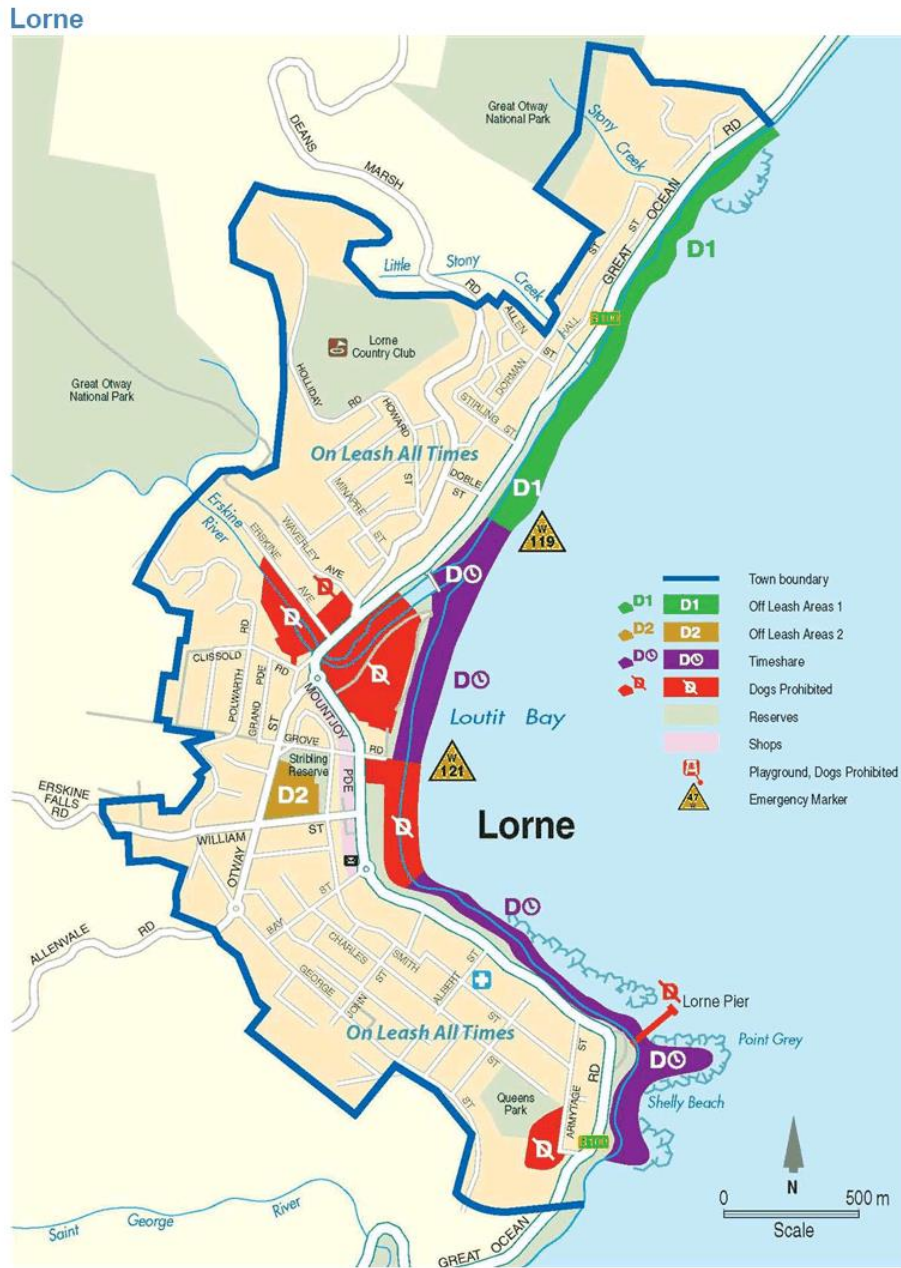 Lorne
Great Otway
National Park
Stony
Creek
RD
OCEAN
GREAT
ST
ST
D1
DEANS
MARSH
RD
Little Stony
Creek
ALLEN
ST
HALL
DORMAN
STIRLING ST
Lorne
Country Club
HOLLIDAY
RD
HOWARD
ST
Great Otway
National Park
On Leash All Times
MINAPRE
ST
DOBLE
ST
D1
W
119
Erskine
River
ERSKINE
AVE
WAVERLEY
AVE
D
D
D
D
D
Loutit Bay
CLISSOLD
RD
RD
POLWARTH
GRAND
PDE
ST
MOUNTJOY
PDE
GROVE
RD
Stribling
Reserve
D2
W
121
D
Lorne
ERSKINE
FALLS
RD
WILLIAM
ST
OTWAY
ALLENVALE
RD
D
BAY
ST
CHARLES
ST
SMITH
ST
GEORGE
JOHN
ALBERT
On Leash All Times
ST
D
Lorne Pier
Point Grey
D
Shelly Beach
Queens
Park
D
ARMYTAGE
ST
RD
Saint George River
GREAT OCEAN
Town boundary
D1 D1 Off Leash Areas 1
D2 D2 Off Leash Areas 2
D D Timeshare
D D Dogs Prohibited
Reserves
Shops
Playground, Dogs Prohibited
47 Emergency Marker
N
0 500 m
Scale